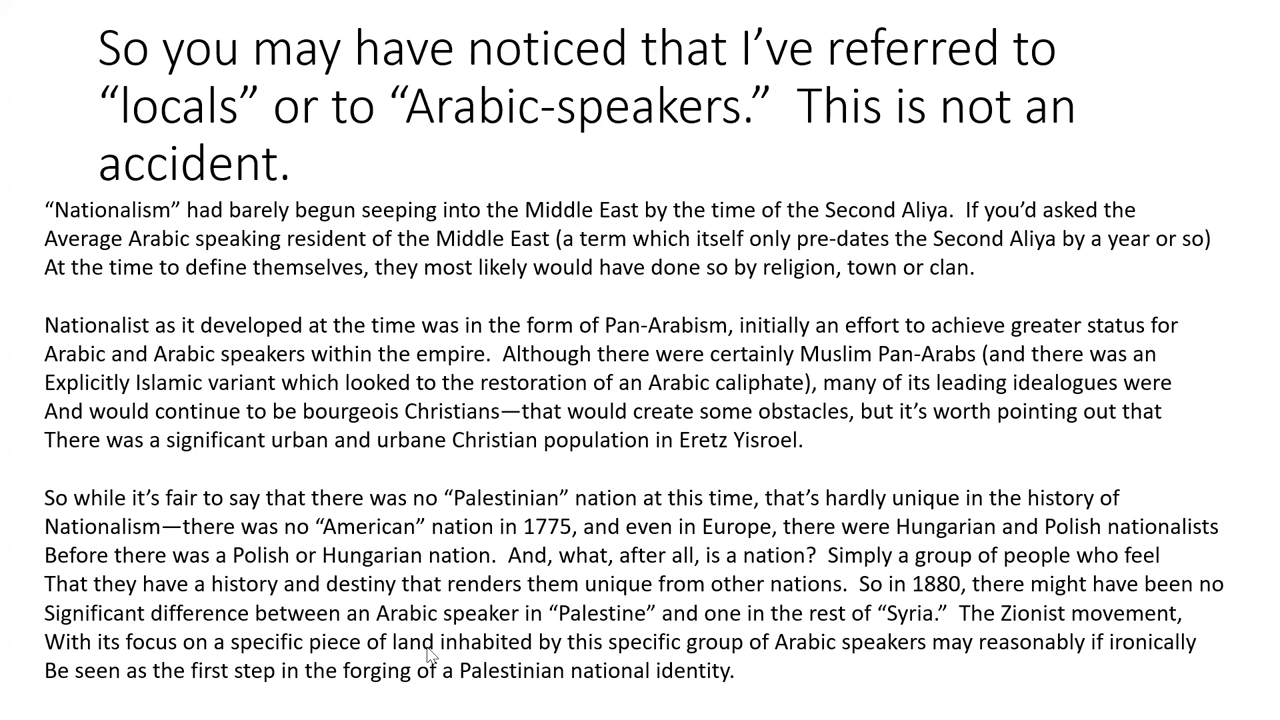 So you may have noticed that I’ve referred to
“locals” or to “Arabic-speakers.”  This is not an
accident.
“Nationalism” had barely begun seeping into the Middle East by the time of the Second Aliya.  If you’d asked the
Average Arabic speaking resident of the Middle East (a term which itself only pre-dates the Second Aliya by a year or so)
At the time to define themselves, they most likely would have done so by religion, town or clan.
Nationalist as it developed at the time was in the form of Pan-Arabism, initially an effort to achieve greater status for
Arabic and Arabic speakers within the empire.  Although there were certainly Muslim Pan-Arabs (and there was an
Explicitly Islamic variant which looked to the restoration of an Arabic caliphate), many of its leading idealogues were
And would continue to be bourgeois Christians—that would create some obstacles, but it’s worth pointing out that
There was a significant urban and urbane Christian population in Eretz Yisroel.
So while it’s fair to say that there was no “Palestinian” nation at this time, that’s hardly unique in the history of
Nationalism—there was no “American” nation in 1775, and even in Europe, there were Hungarian and Polish nationalists
Before there was a Polish or Hungarian nation.  And, what, after all, is a nation?  Simply a group of people who feel
That they have a history and destiny that renders them unique from other nations.  So in 1880, there might have been no
Significant difference between an Arabic speaker in “Palestine” and one in the rest of “Syria.”  The Zionist movement,
With its focus on a specific piece of land inhabited by this specific group of Arabic speakers may reasonably if ironically
Be seen as the first step in the forging of a Palestinian national identity.